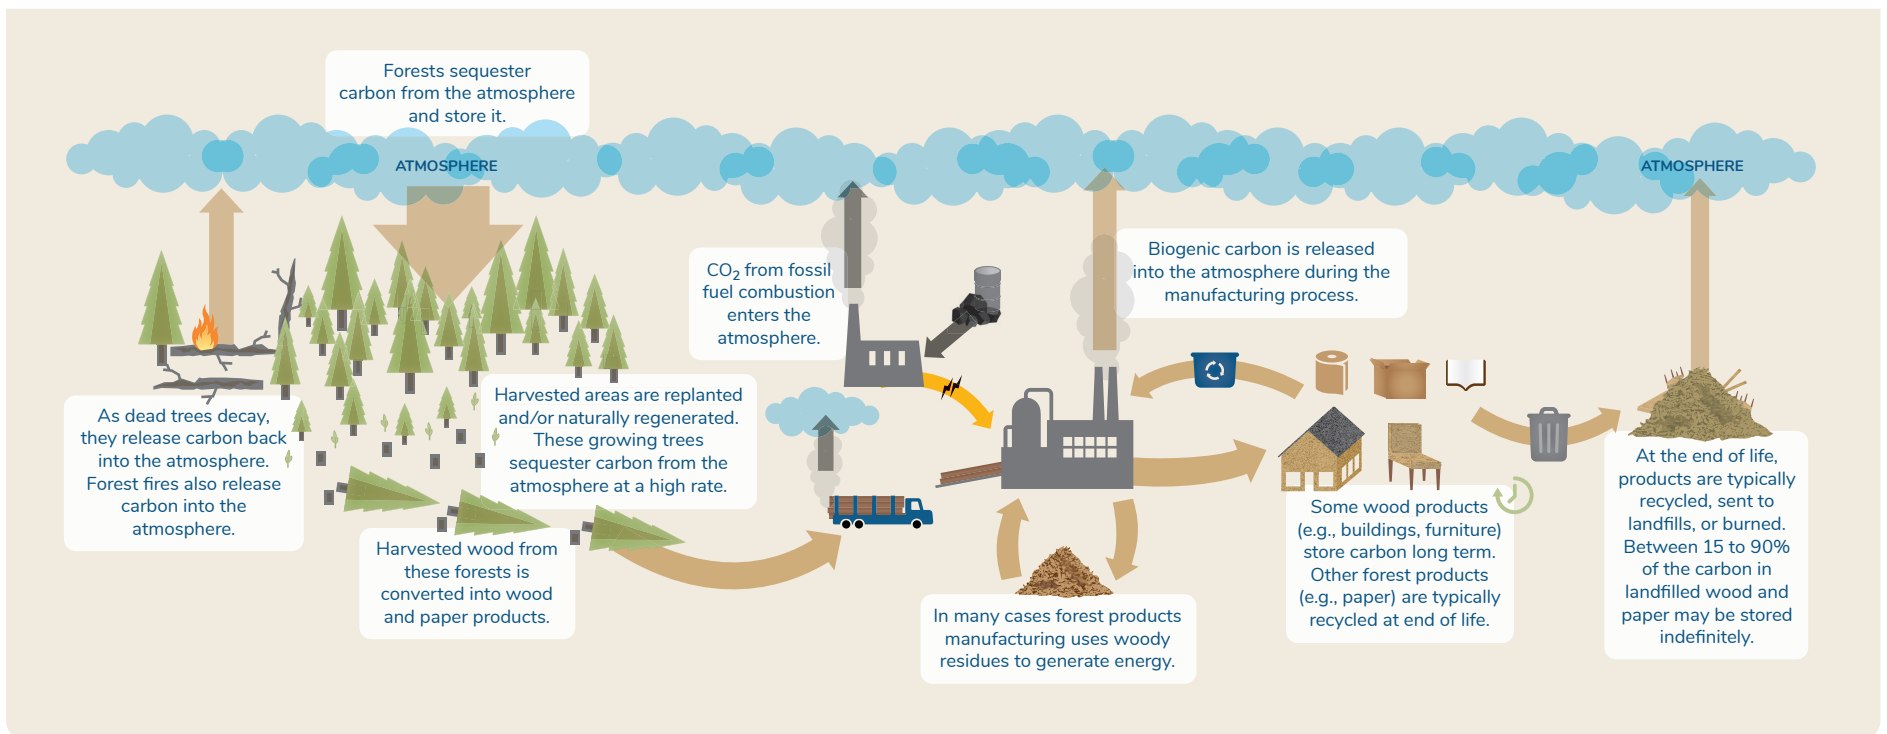 Forests sequester
carbon from the atmosphere
and store it.
ATMOSPHERE
ATMOSPHERE
As dead trees decay,
they release carbon back
into the atmosphere.
Forest fires also release
carbon into the
atmosphere.
Harvested areas are replanted
and/or naturally regenerated.
These growing trees
sequester carbon from the
atmosphere at a high rate.
Harvested wood from
these forests is
converted into wood
and paper products.
CO2 from fossil
fuel combustion
enters the
atmosphere.
Biogenic carbon is released
into the atmosphere during the
manufacturing process.
In many cases forest products
manufacturing uses woody
residues to generate energy.
Some wood products
(e.g., buildings, furniture)
store carbon long term.
Other forest products
(e.g., paper) are typically
recycled at end of life.
At the end of life,
products are typically
recycled, sent to
landfills, or burned.
Between 15 to 90%
of the carbon in
landfilled wood and
paper may be stored
indefinitely.